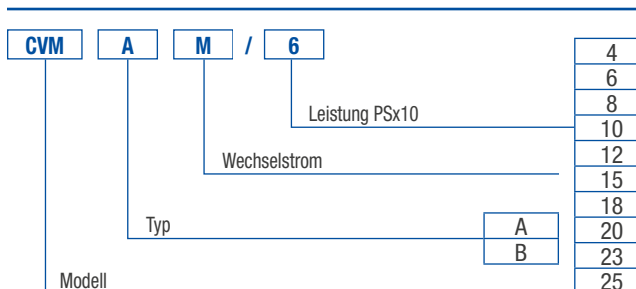 CVM A M / 6
4
6
8
Leistung PSx10
10
12
Wechselstrom
15
18
Typ
A
20
B
23
Modell
25